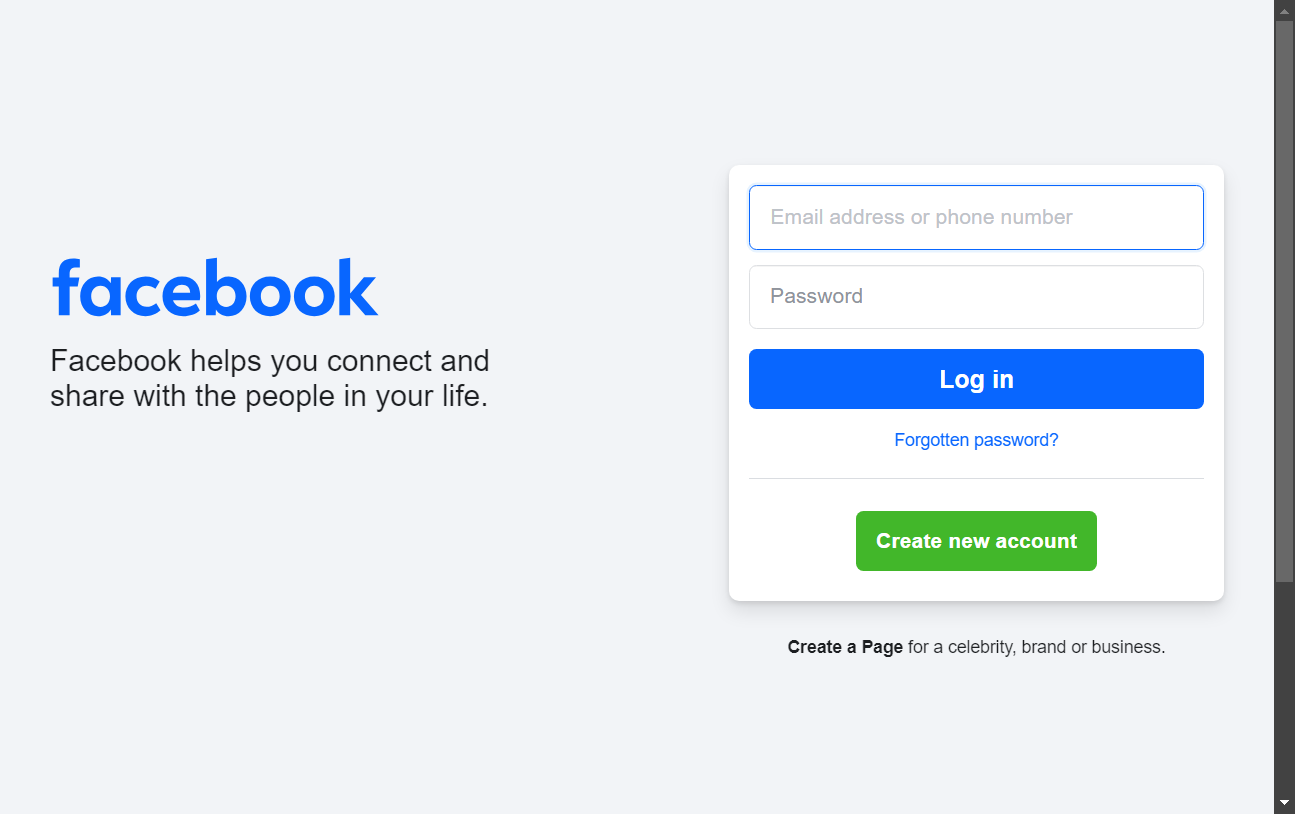 facebook
Facebook helps you connect and
share with the people in your life.
Email address or phone number
Password
Log in
Forgotten password?
Create new account
Create a Page for a celebrity, brand or business.